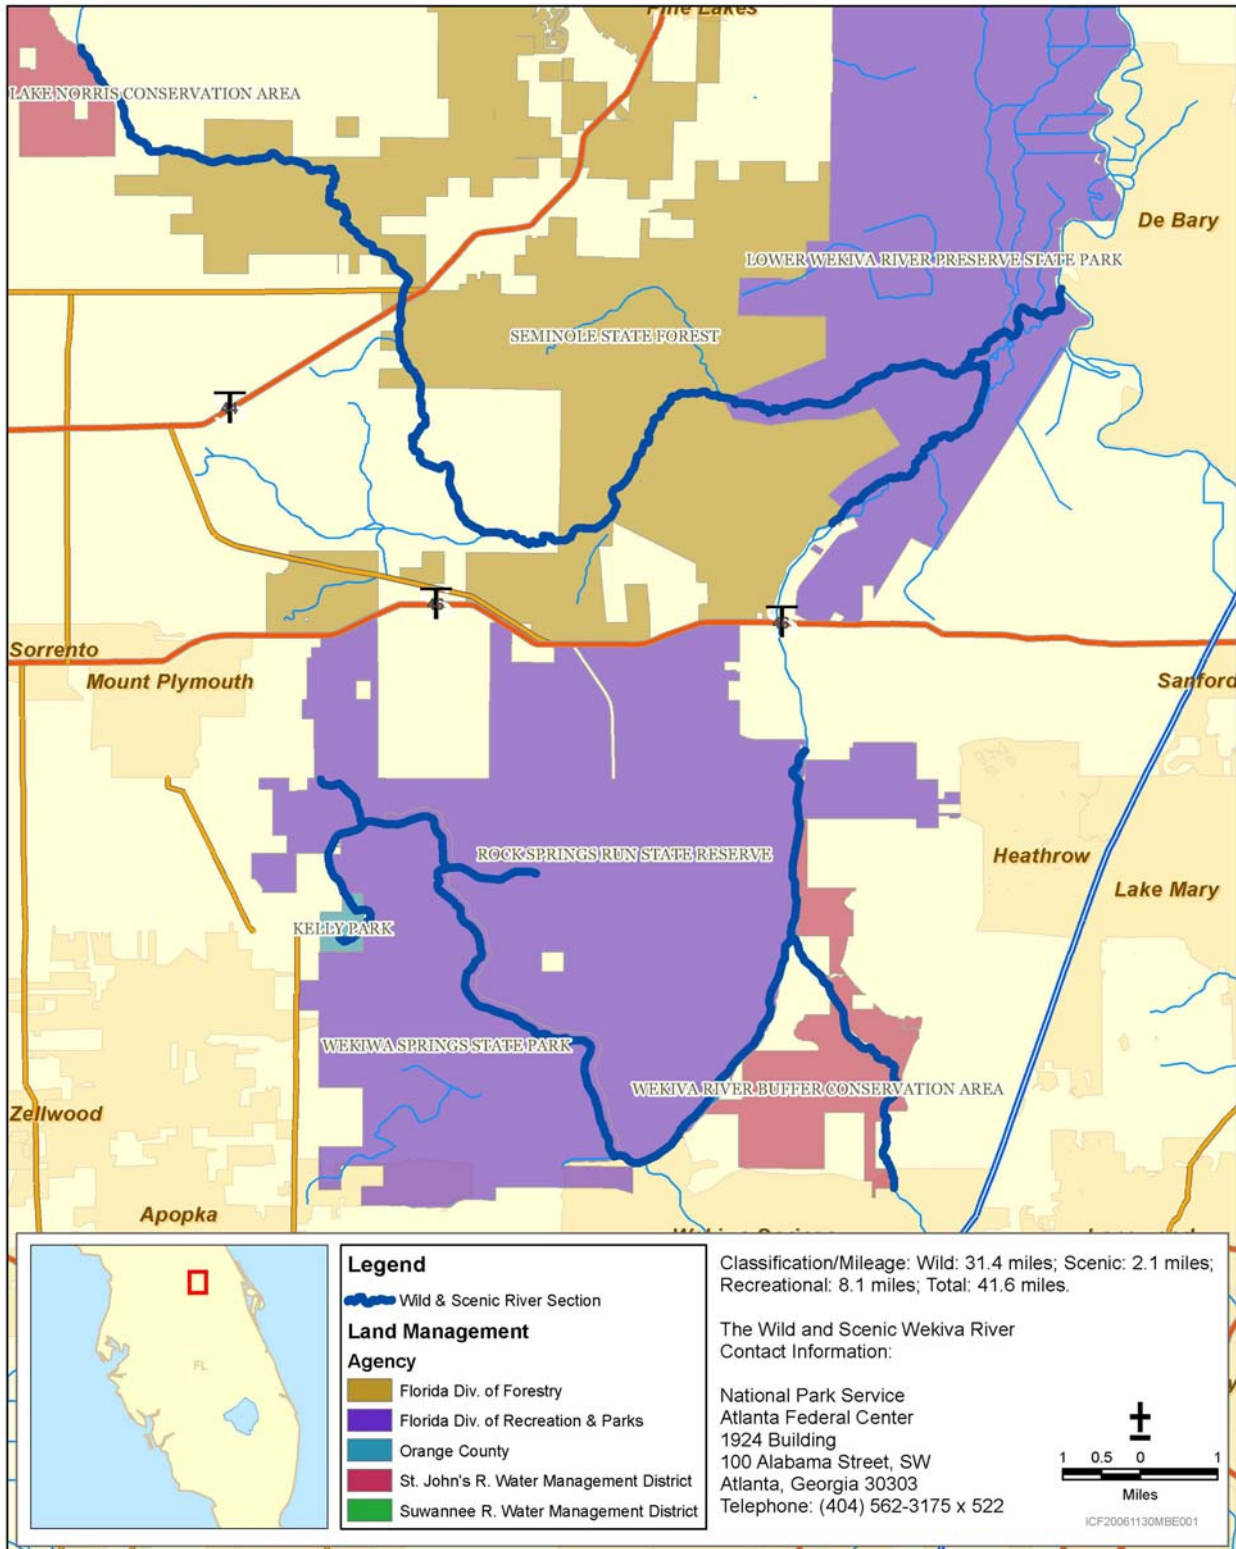 Pine Lakes
LAKE NORRIS CONSERVATION AREA
De Bary
LOWER WEKIVA RIVER PRESERVE STATE PARK
SEMINOLE STATE FOREST
44
46
46
Sorrento
Mount Plymouth
Sanford
ROCK SPRINGS RUN STATE RESERVE
Heathrow
Lake Mary
KELLY PARK
WEKIWA SPRINGS STATE PARK
WEKIVA RIVER BUFFER CONSERVATION AREA
Zellwood
Apopka
FL
Legend
Wild & Scenic River Section
Land Management
Agency
Florida Div. of Forestry
Florida Div. of Recreation & Parks
Orange County
St. John's R. Water Management District
Suwannee R. Water Management District
Classification/Mileage: Wild: 31.4 miles; Scenic: 2.1 miles;
Recreational: 8.1 miles; Total: 41.6 miles.
The Wild and Scenic Wekiva River
Contact Information:
National Park Service
Atlanta Federal Center
1924 Building
100 Alabama Street, SW
Atlanta, Georgia 30303
Telephone: (404) 562-3175 x 522
1 0.5 0 1
Miles
ICF20061130MBE001